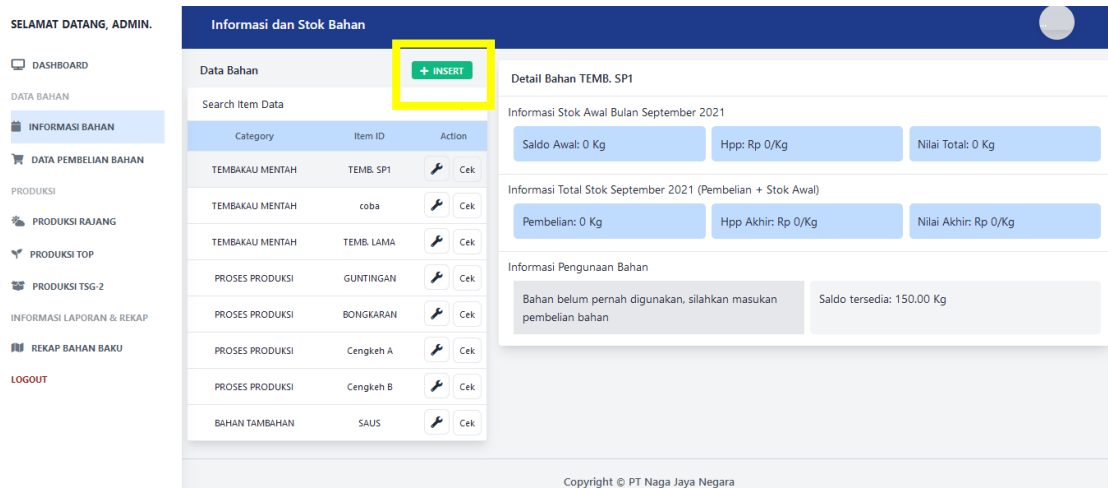 SELAMAT DATANG, ADMIN.
DASHBOARD
DATA BAHAN
INFORMASI BAHAN
DATA PEMBELIAN BAHAN
PRODUKSI
PRODUKSI RAJANG
PRODUKSI TOP
PRODUKSI TSG-2
INFORMASI LAPORAN & REKAP
REKAP BAHAN BAKU
LOGOUT
Informasi dan Stok Bahan
Data Bahan
+ INSERT
Search Item Data
Category Item ID Action
TEMBAKAU MENTAH TEMB. SP1 Cek
TEMBAKAU MENTAH coba Cek
TEMBAKAU MENTAH TEMB. LAMA Cek
PROSES PRODUKSI GUNTINGAN Cek
PROSES PRODUKSI BONGKARAN Cek
PROSES PRODUKSI Cengkeh A Cek
PROSES PRODUKSI Cengkeh B Cek
BAHAN TAMBAHAN SAUS Cek
Detail Bahan TEMB. SP1
Informasi Stok Awal Bulan September 2021
Saldo Awal: 0 Kg Hpp: Rp 0/Kg Nilai Total: 0 Kg
Informasi Total Stok September 2021 (Pembelian + Stok Awal)
Pembelian: 0 Kg Hpp Akhir: Rp 0/Kg Nilai Akhir: Rp 0/Kg
Informasi Pengunaan Bahan
Bahan belum pernah digunakan, silahkan masukan
pembelian bahan
Saldo tersedia: 150.00 Kg
Copyright © PT Naga Jaya Negara